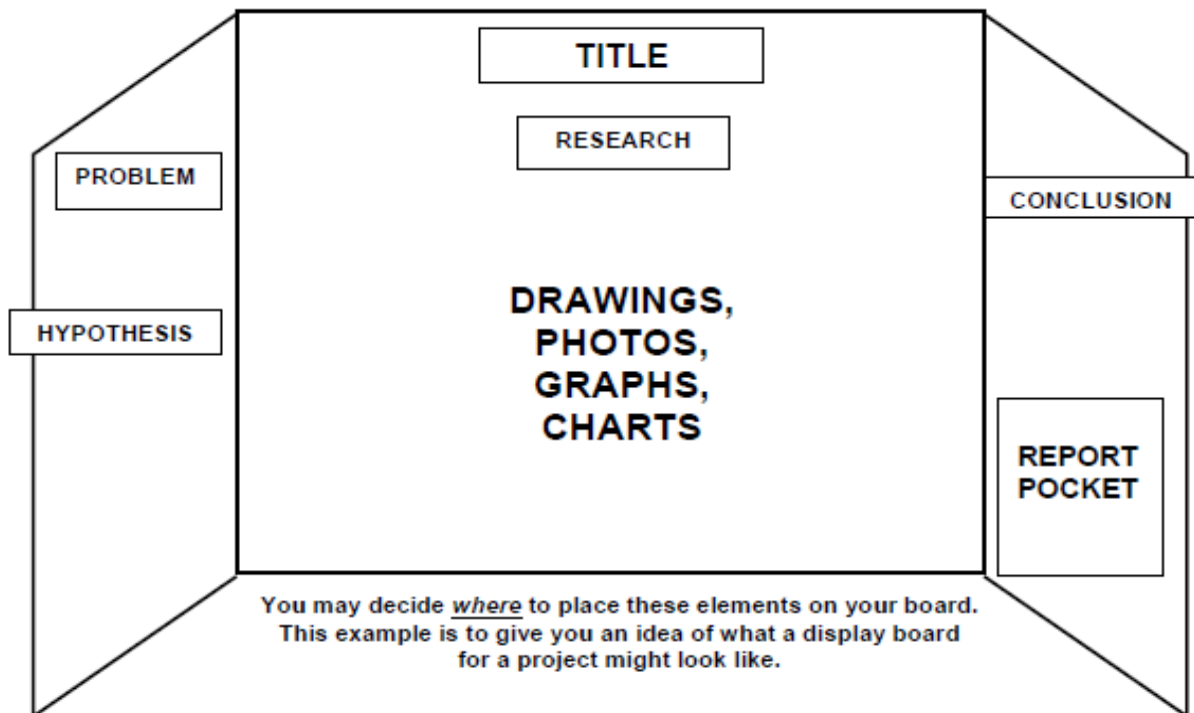 TITLE
RESEARCH
PROBLEM
CONCLUSION
HYPOTHESIS
DRAWINGS,
PHOTOS,
GRAPHS,
CHARTS
REPORT
POCKET
You may decide where to place these elements on your board.
This example is to give you an idea of what a display board
for a project might look like.